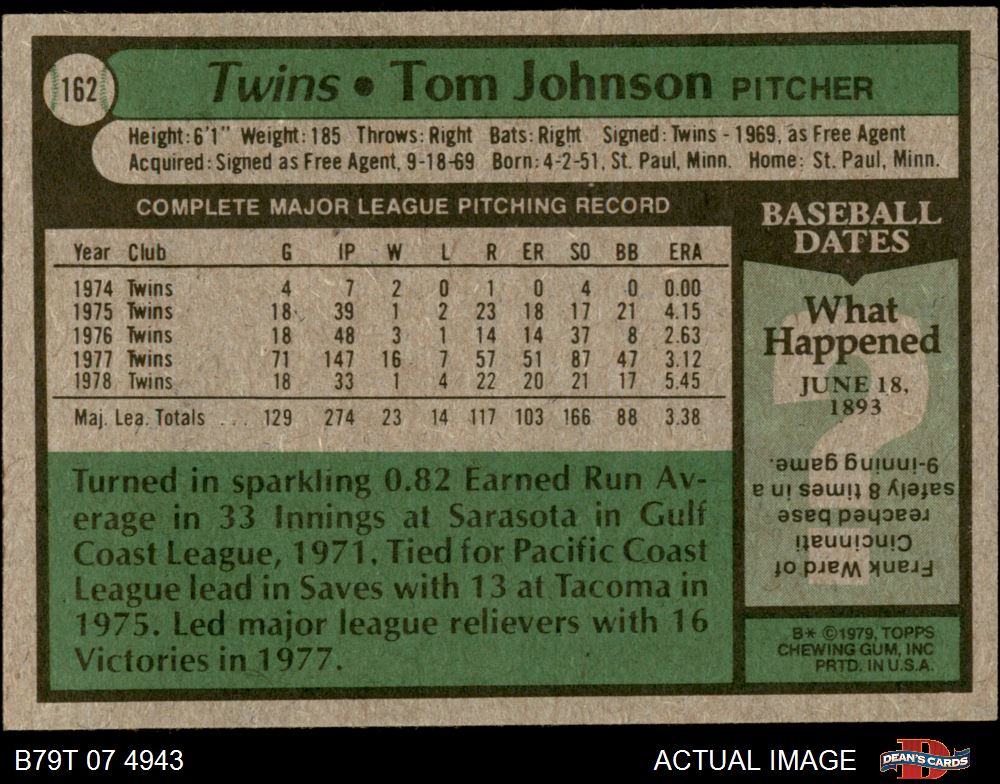 162
Twins • Tom Johnson PITCHER
Height: 6'1" Weight: 185 Throws: Right Bats: Right Signed: Twins - 1969, as Free Agent
Acquired: Signed as Free Agent, 9-18-69 Born: 4-2-51, St. Paul, Minn. Home: St. Paul, Minn.
COMPLETE MAJOR LEAGUE PITCHING RECORD
Year Club G IP W L R ER SO BB ERA
1974 Twins 4 7 2 0 1 0 4 0 0.00
1975 Twins 18 39 1 2 23 18 17 21 4.15
1976 Twins 18 48 3 1 14 14 37 8 2.63
1977 Twins 71 147 16 7 57 51 87 47 3.12
1978 Twins 18 33 1 4 22 20 21 17 5.45
Maj. Lea. Totals ... 129 274 23 14 117 103 166 88 3.38
Turned in sparkling 0.82 Earned Run Av-
erage in 33 Innings at Sarasota in Gulf
Coast League, 1971. Tied for Pacific Coast
League lead in Saves with 13 at Tacoma in
1975. Led major league relievers with 16
Victories in 1977.
BASEBALL
DATES
What
Happened
JUNE 18,
1893
?
Frank Ward of
Cincinnati
reached base
safely 8 times in a
9-inning game.
B* ©1979, TOPPS
CHEWING GUM, INC
PRTD. IN U.S.A.
B79T 07 4943
ACTUAL IMAGE
D
DEAN'S CARDS